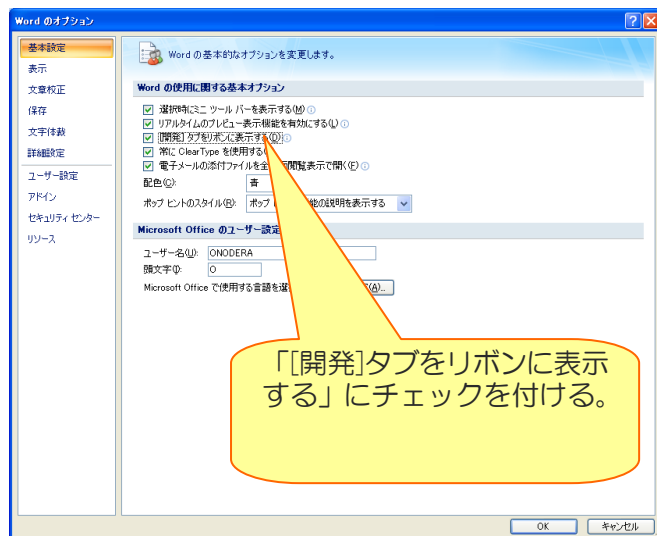 Word のオプション
基本設定
表示
文章校正
保存
文字体裁
詳細設定
ユーザー設定
アドイン
セキュリティ センター
リソース
Word の基本的なオプションを変更します。
Word の使用に関する基本オプション
選択時にミニ ツール バーを表示する(M)
リアルタイムのプレビュー表示機能を有効にする(L)
[開発] タブをリボンに表示する(D)
常に ClearType を使用する(
電子メールの添付ファイルを全 閲覧表示で開く(F)
配色(C): 青
ポップ ヒントのスタイル(R): ポップ 能の説明を表示する
Microsoft Office のユーザー設定
ユーザー名(U): ONODERA
頭文字(I): O
Microsoft Office で使用する言語を選 (A)...
「[開発]タブをリボンに表示
する」にチェックを付ける。
OK キャンセル